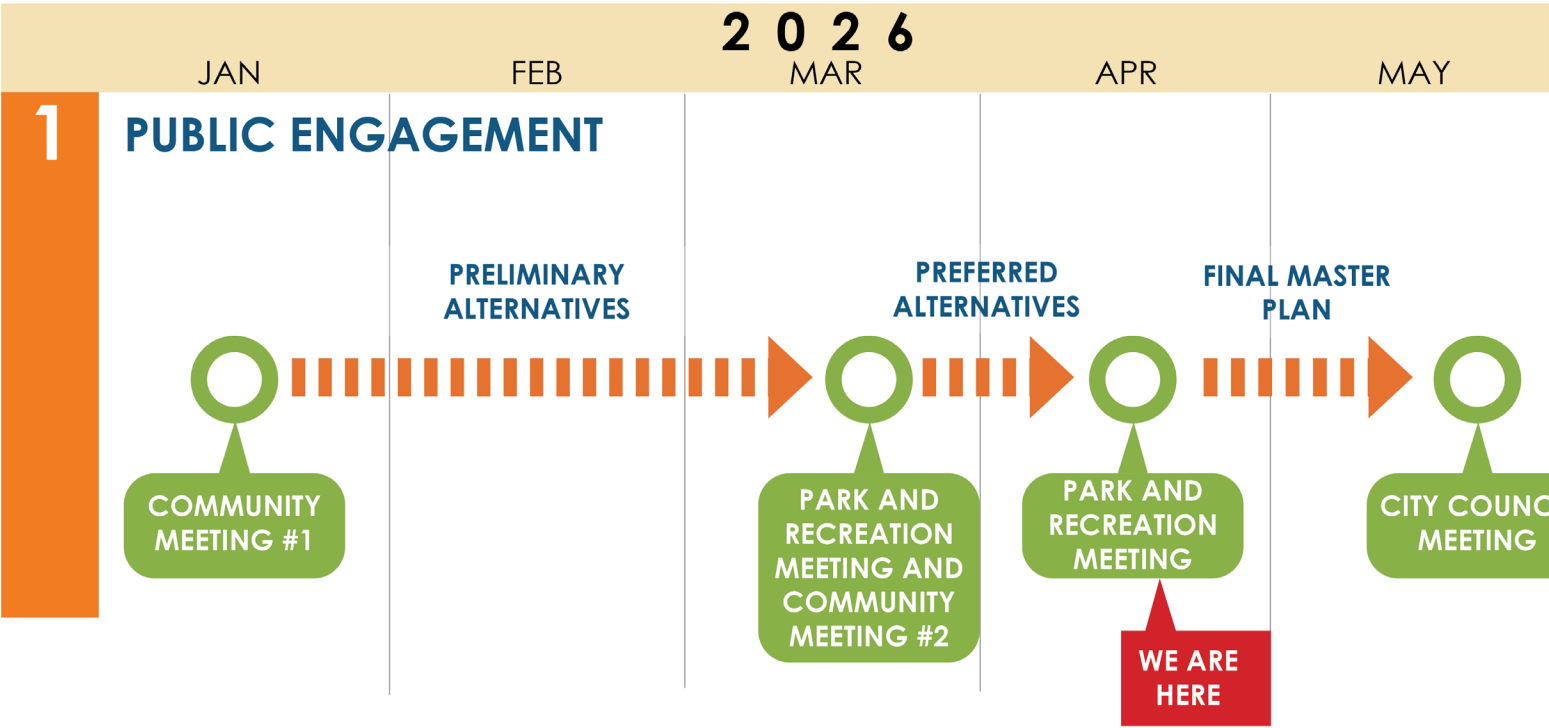 2026
JAN FEB MAR APR MAY
1 PUBLIC ENGAGEMENT
PRELIMINARY
ALTERNATIVES
PREFERRED
ALTERNATIVES
FINAL MASTER
PLAN
COMMUNITY
MEETING #1
PARK AND
RECREATION
MEETING AND
COMMUNITY
MEETING #2
PARK AND
RECREATION
MEETING
CITY
MEETING
WE ARE
HERE